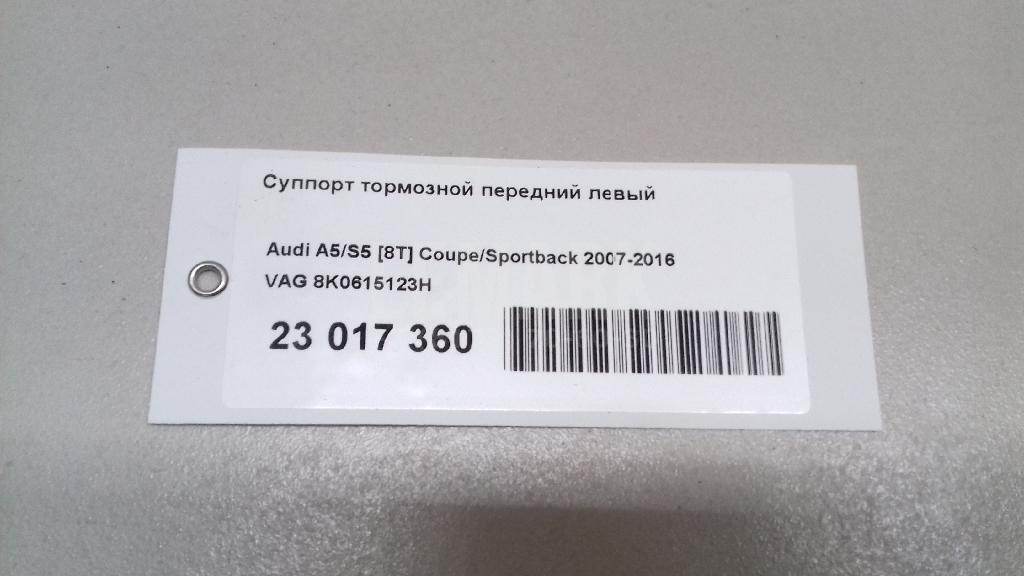 Суппорт тормозной передний левый
Audi A5/S5 [8T] Coupe/Sportback 2007-2016
VAG 8K0615123H
23 017 360